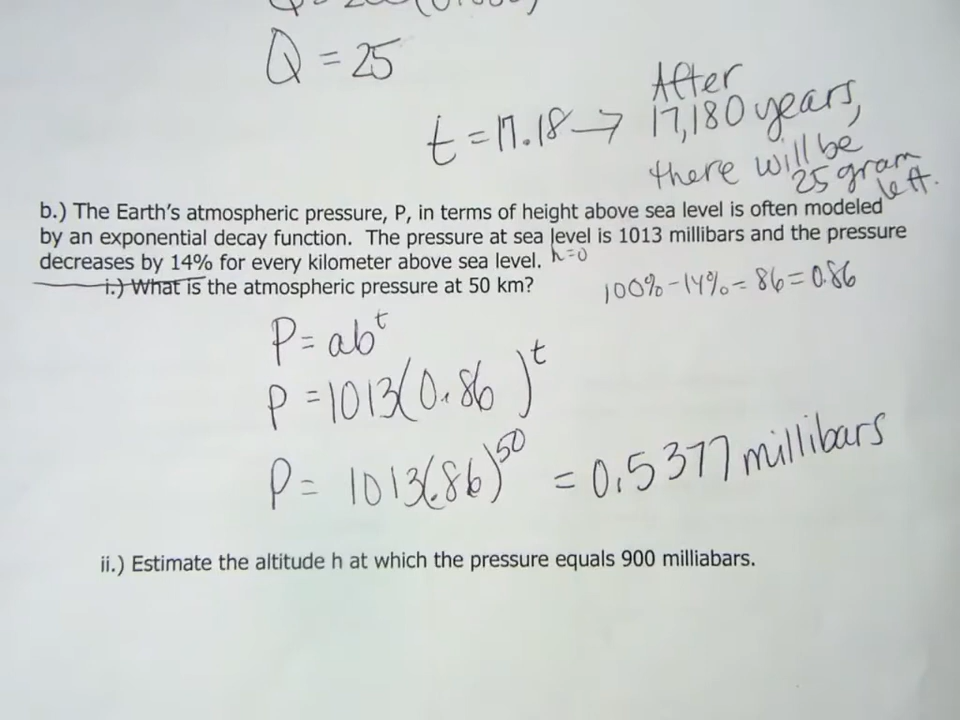 Q = 25
t = 17.18 →
After
17,180 years,
there will be
25 gram
left.
b.) The Earth's atmospheric pressure, P, in terms of height above sea level is often modeled
by an exponential decay function. The pressure at sea level is 1013 millibars and the pressure
decreases by 14% for every kilometer above sea level. h=0
i.) What is the atmospheric pressure at 50 km? 100% - 14% = 86 = 0.86
P = ab^t
P = 1013(0.86 )^t
P = 1013(.86)^50 = 0.5377 millibars
ii.) Estimate the altitude h at which the pressure equals 900 milliabars.